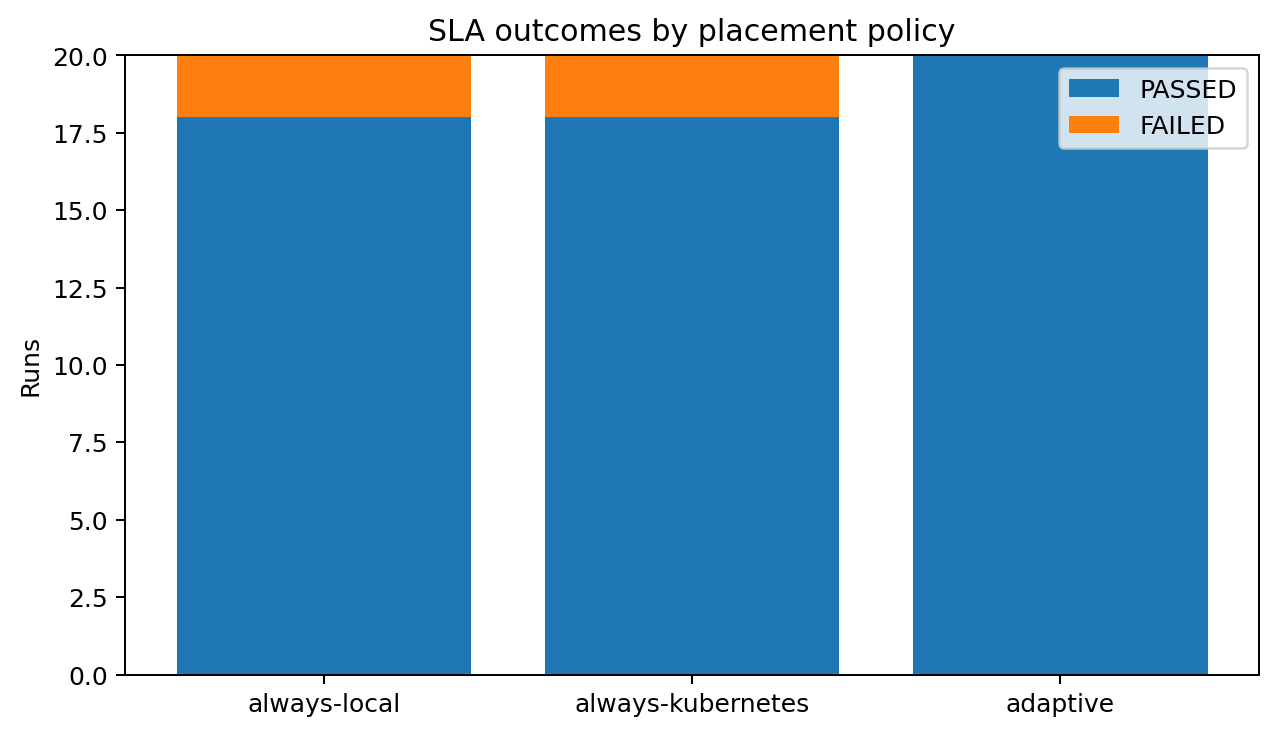 SLA outcomes by placement policy
20.0
17.5
15.0
12.5
10.0
7.5
5.0
2.5
0.0
Runs
PASSED
FAILED
always-local
always-kubernetes
adaptive